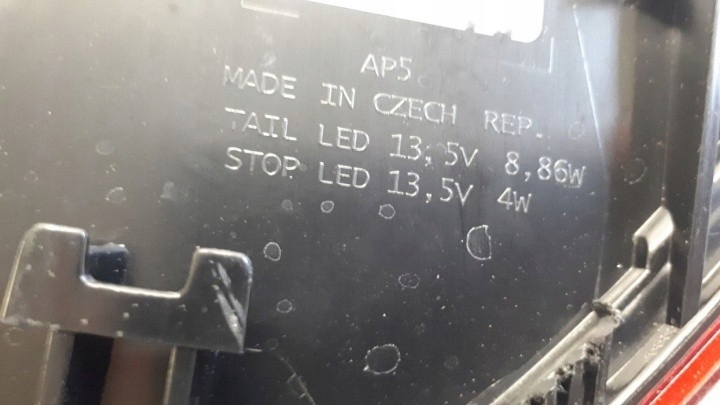 AP5
MADE IN CZECH REP.
TAIL LED 13,5V 8,86W
STOP LED 13,5V 4W